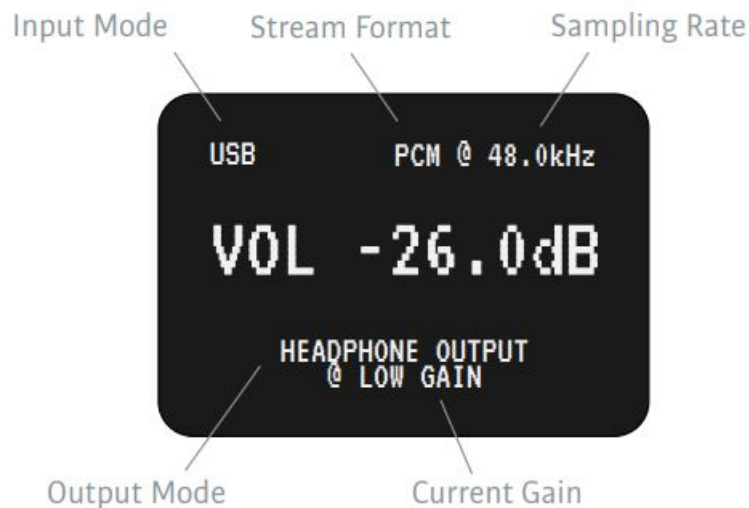 Input Mode Stream Format Sampling Rate
USB PCM @ 48.0kHz
VOL -26.0dB
HEADPHONE OUTPUT
@ LOW GAIN
Output Mode Current Gain